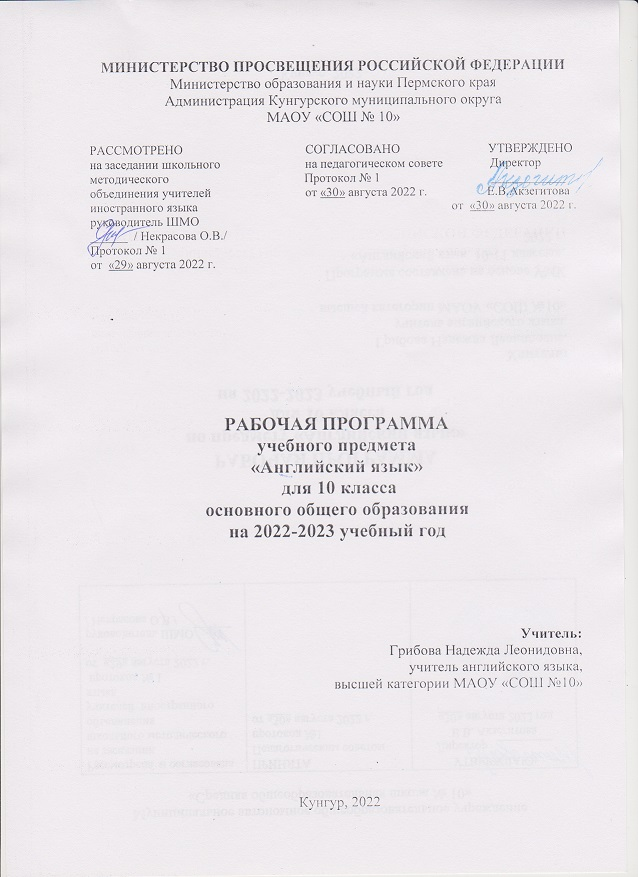 МИНИСТЕРСТВО ПРОСВЕЩЕНИЯ РОССИЙСКОЙ ФЕДЕРАЦИИ
Министерство образования и науки Пермского края
Администрация Кунгурского муниципального округа
МАОУ «СОШ № 10»
РАССМОТРЕНО
на заседании школьного
методического
объединения учителей
иностранного языка
руководитель ШМО
/ Некрасова О.В./
Протокол № 1
от «29» августа 2022 г.
СОГЛАСОВАНО
на педагогическом совете
Протокол № 1
от «30» августа 2022 г.
УТВЕРЖДЕНО
Директор
Е.В.Акзегитова
от «30» августа 2022 г.
РАБОЧАЯ ПРОГРАММА
учебного предмета
«Английский язык»
для 10 класса
основного общего образования
на 2022-2023 учебный год
Учитель:
Грибова Надежда Леонидовна,
учитель английского языка,
высшей категории МАОУ «СОШ №10»
Кунгур, 2022